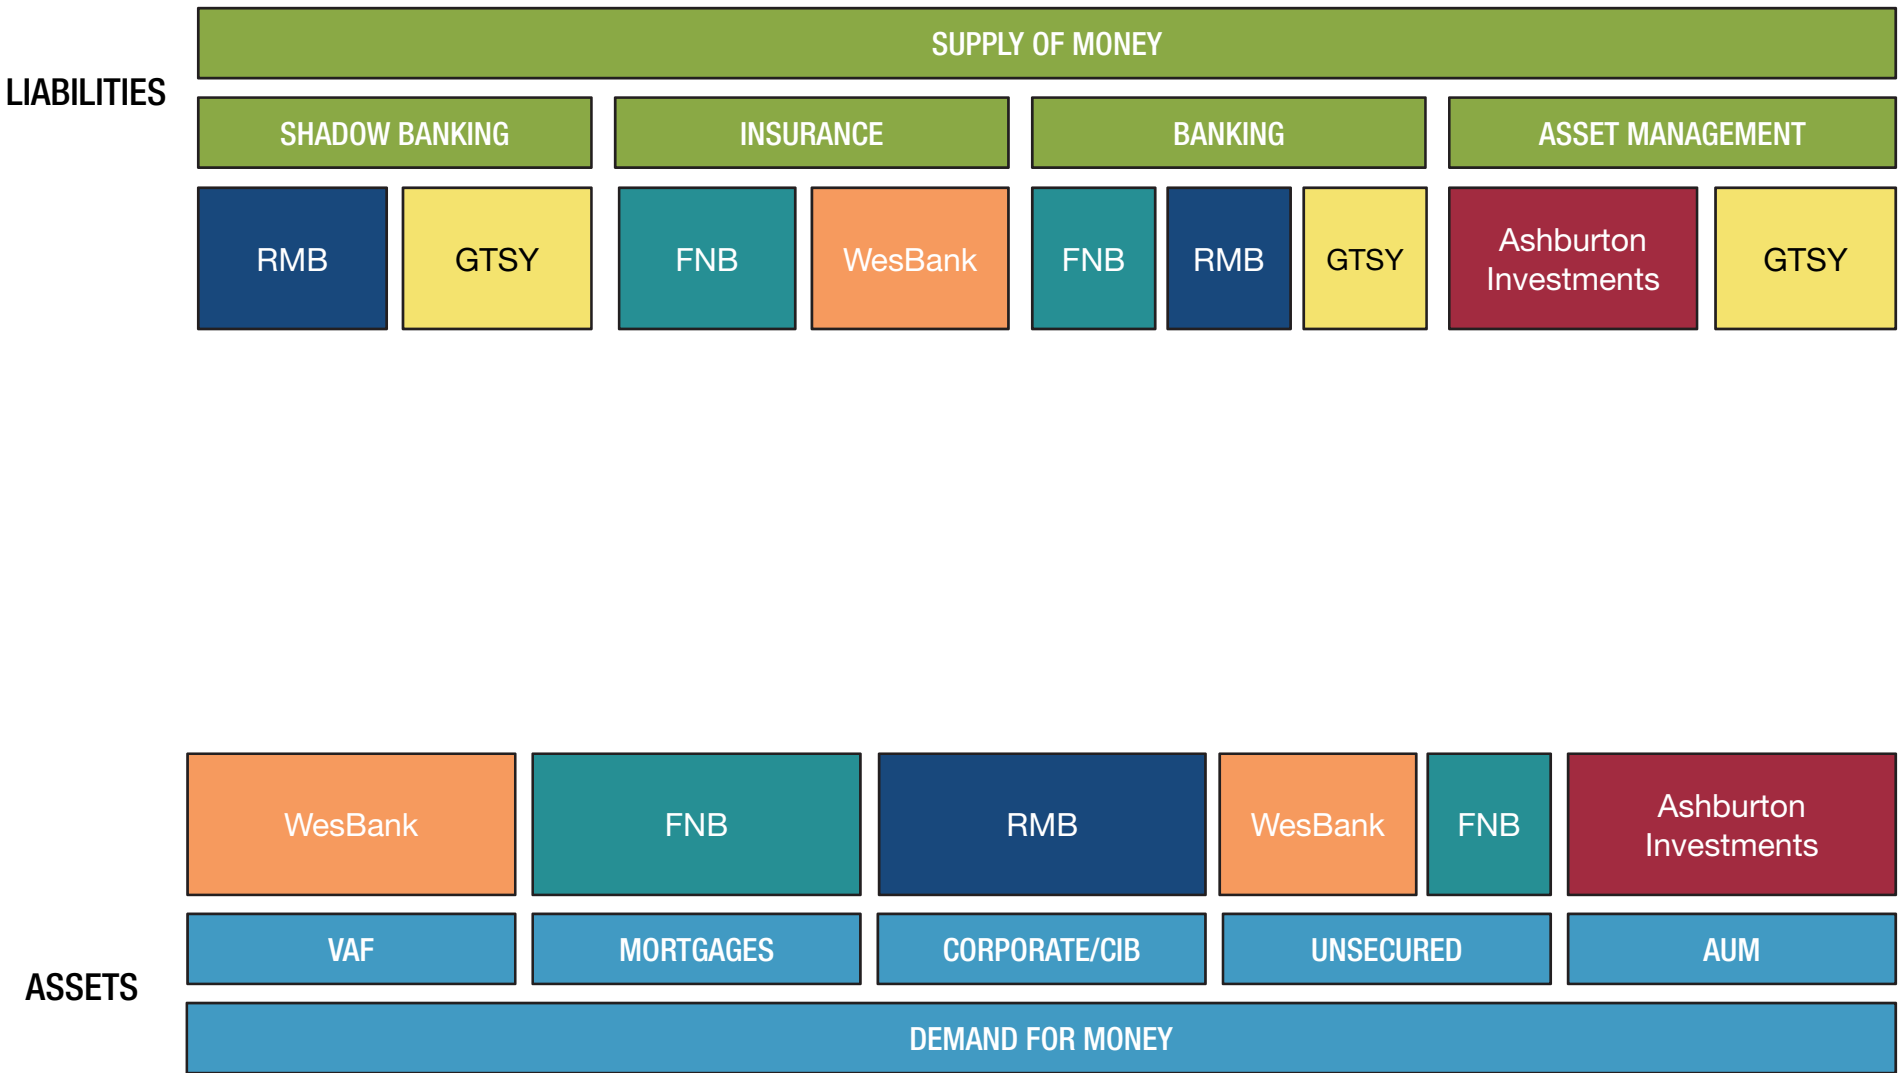 SUPPLY OF MONEY
LIABILITIES
SHADOW BANKING
INSURANCE
BANKING
ASSET MANAGEMENT
RMB
GTSY
FNB
WesBank
FNB
RMB
GTSY
Ashburton
Investments
GTSY
WesBank
FNB
RMB
WesBank
FNB
Ashburton
Investments
VAF
MORTGAGES
CORPORATE/CIB
UNSECURED
AUM
ASSETS
DEMAND FOR MONEY